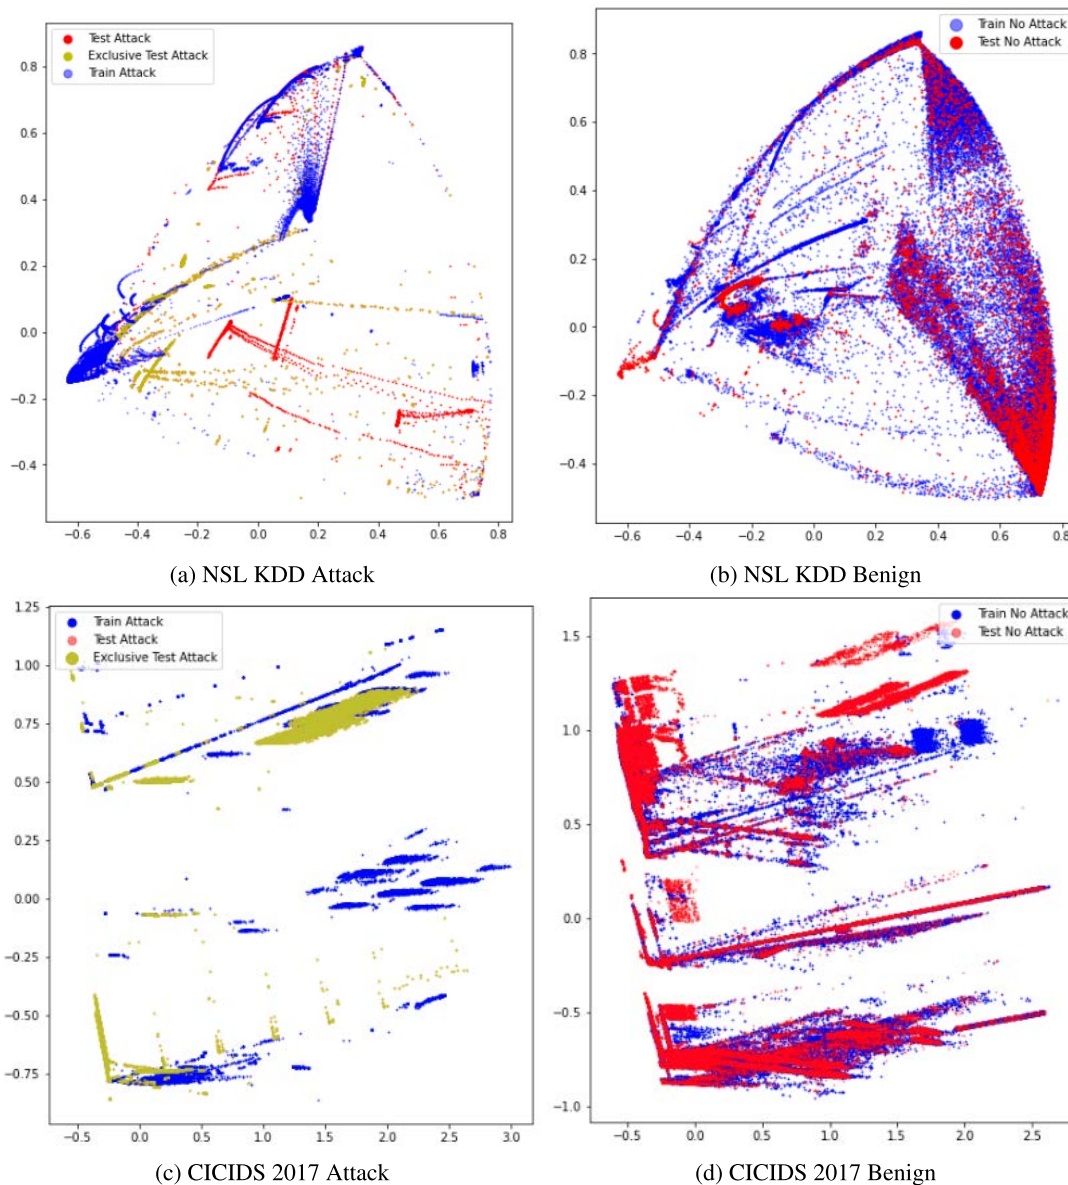 Test Attack
Exclusive Test Attack
Train Attack
0.8
0.6
0.4
0.2
0.0
−0.2
−0.4
−0.6 −0.4 −0.2 0.0 0.2 0.4 0.6 0.8
(a) NSL KDD Attack
Train No Attack
Test No Attack
0.8
0.6
0.4
0.2
0.0
−0.2
−0.4
−0.6 −0.4 −0.2 0.0 0.2 0.4 0.6 0.8
(b) NSL KDD Benign
Train Attack
Test Attack
Exclusive Test Attack
1.25
1.00
0.75
0.50
0.25
0.00
−0.25
−0.50
−0.75
−0.5 0.0 0.5 1.0 1.5 2.0 2.5 3.0
(c) CICIDS 2017 Attack
Train No Attack
Test No Attack
1.5
1.0
0.5
0.0
−0.5
−1.0
−0.5 0.0 0.5 1.0 1.5 2.0 2.5
(d) CICIDS 2017 Benign